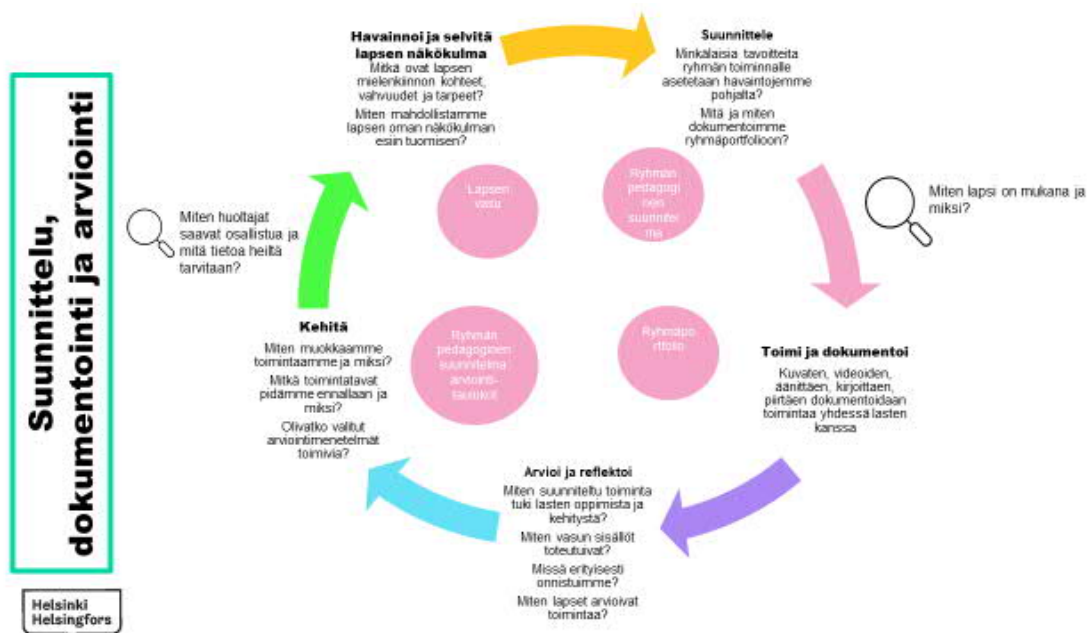 Suunnittelu,
dokumentointi ja arviointi
Havainnoi ja selvitä
lapsen näkökulma
Mitkä ovat lapsen
mielenkiinnon kohteet,
vahvuudet ja tarpeet?
Miten mahdollistamme
lapsen oman näkökulman
esiin tuomisen?
Suunnittele
Minkälaisia tavoitteita
ryhmän toiminnalle
asetetaan havaintojemme
pohjalta?
Mitä ja miten
dokumentoimme
ryhmäportfolioon?
Miten lapsi on mukana ja
miksi?
Lapsen
vasu
Ryhmän
pedagogi
nen
suunnitel
ma
Miten huoltajat
saavat osallistua ja
mitä tietoa heiltä
tarvitaan?
Ryhmän
pedagoginen
suunnitelma
arviointi-
taulukot
Ryhmäpo
rtfolio
Toimi ja dokumentoi
Kuvaten, videoiden,
äänittäen, kirjoittaen,
piirtäen dokumentoidaan
toimintaa yhdessä lasten
kanssa
Arvioi ja reflektoi
Miten suunniteltu toiminta
tuki lasten oppimista ja
kehitystä?
Miten vasun sisällöt
toteutuivat?
Missä erityisesti
onnistuimme?
Miten lapset arvioivat
toimintaa?
Kehitä
Miten muokkaamme
toimintaamme ja miksi?
Mitkä toimintatavat
pidämme ennallaan ja
miksi?
Olivatko valitut
arviointimenetelmät
toimivia?
Helsinki
Helsingfors